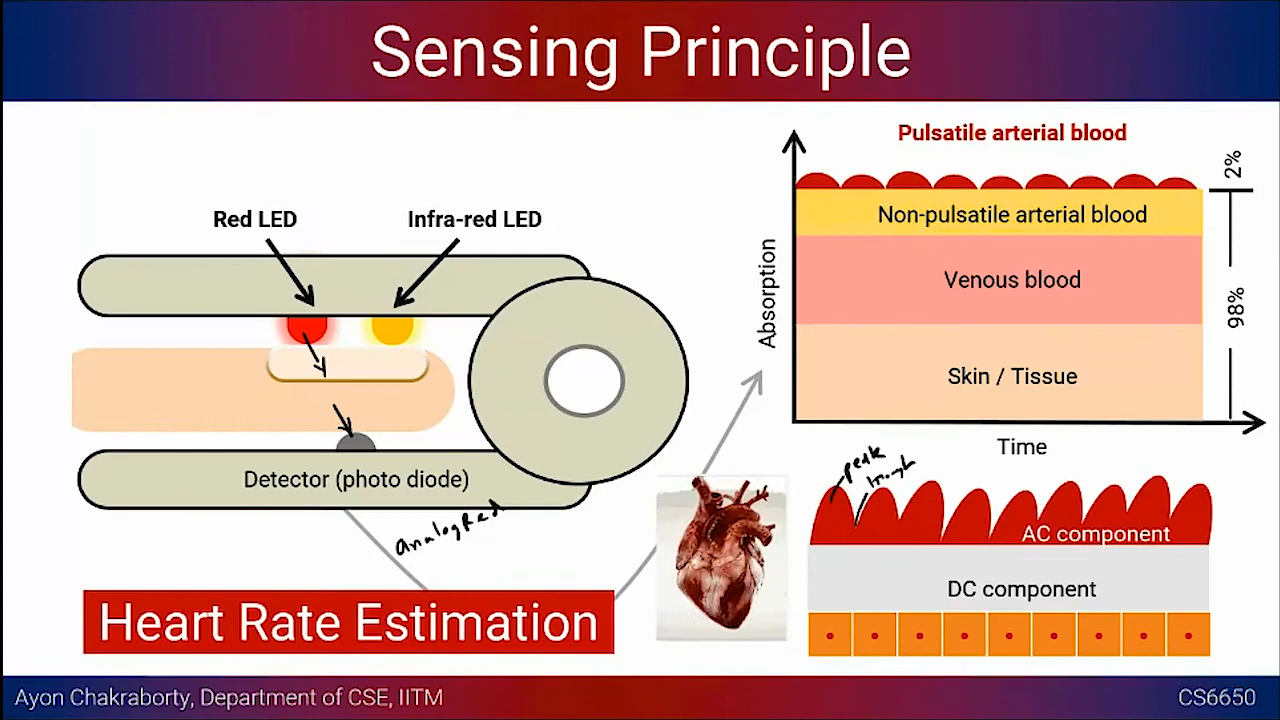 Sensing Principle
Red LED
Infra-red LED
Detector (photo diode)
analogRead
Heart Rate Estimation
Pulsatile arterial blood
2%
Non-pulsatile arterial blood
Venous blood
98%
Skin / Tissue
Absorption
Time
peak
trough
AC component
DC component
Ayon Chakraborty, Department of CSE, IITM
CS6650